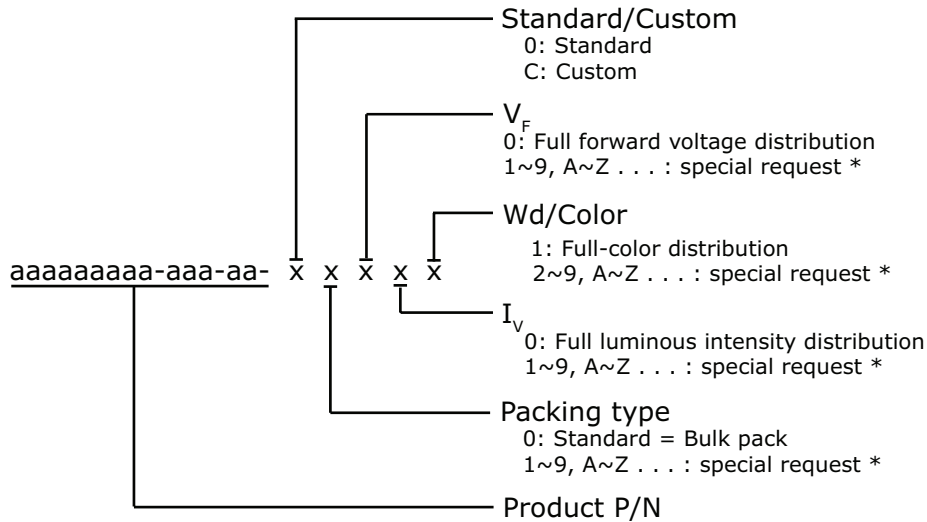 Standard/Custom
0: Standard
C: Custom
VF
0: Full forward voltage distribution
1~9, A~Z . . . : special request *
Wd/Color
1: Full-color distribution
2~9, A~Z . . . : special request *
aaaaaaaaa-aaa-aa- x x x x x
IV
0: Full luminous intensity distribution
1~9, A~Z . . . : special request *
Packing type
0: Standard = Bulk pack
1~9, A~Z . . . : special request *
Product P/N